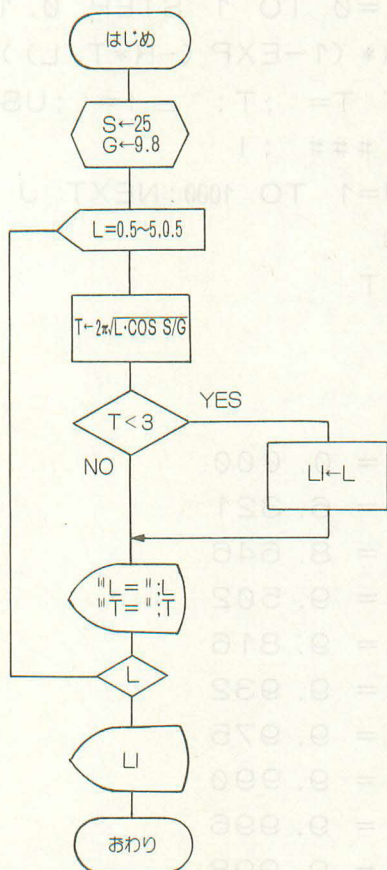 はじめ
S←25
G←9.8
L=0.5~5,0.5
T←2π√L·COS S/G
T<3
YES
NO
LI←L
"L=";L
"T=";T
L
LI
おわり